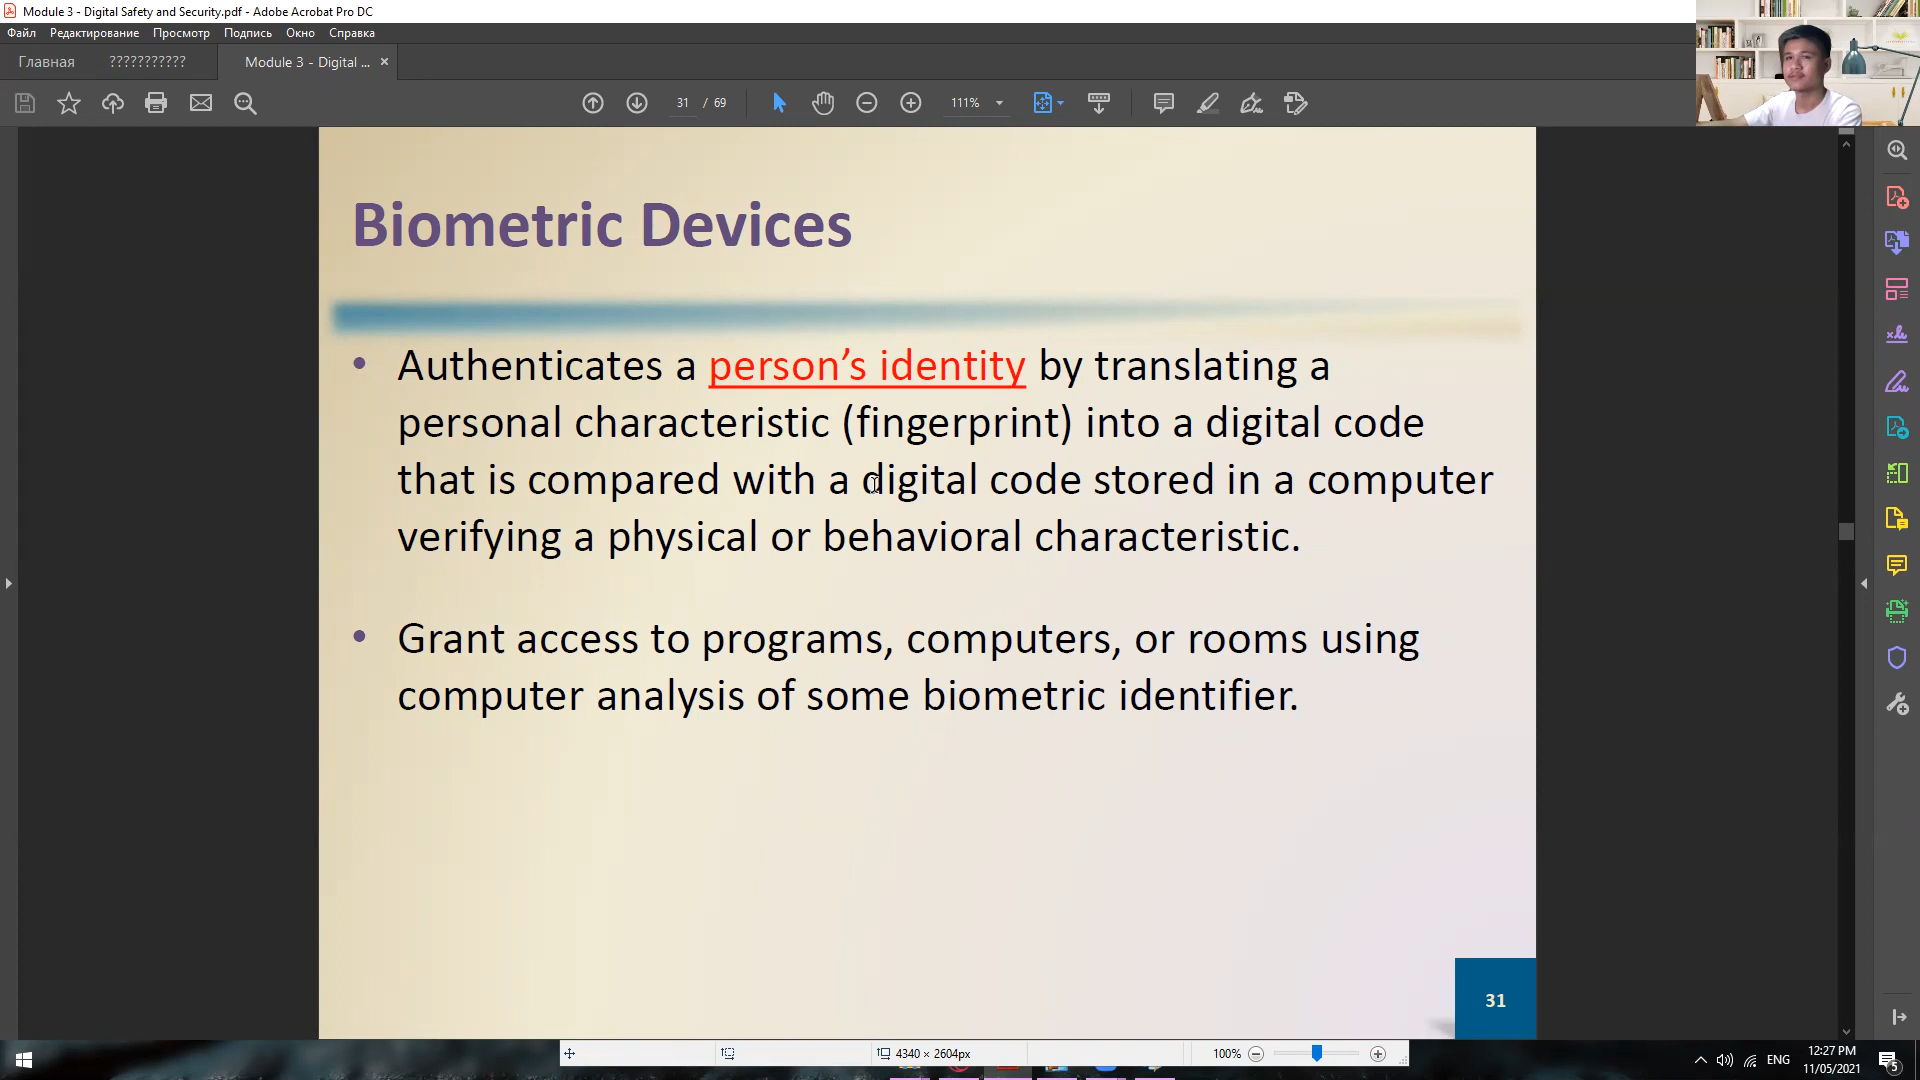 Module 3 - Digital Safety and Security.pdf - Adobe Acrobat Pro DC
Файл Редактирование Просмотр Подпись Окно Справка
Главная ??????????? Module 3 - Digital ... ×
31 / 69 111%
Biometric Devices
• Authenticates a person’s identity by translating a
personal characteristic (fingerprint) into a digital code
that is compared with a digital code stored in a computer
verifying a physical or behavioral characteristic.
• Grant access to programs, computers, or rooms using
computer analysis of some biometric identifier.
31
4340 × 2604px 100%
ENG 12:27 PM
11/05/2021 5